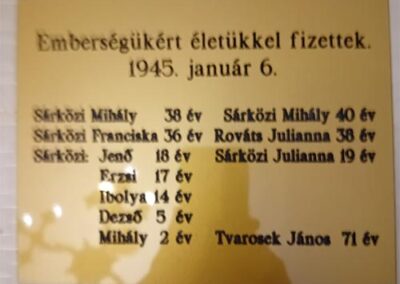 Emberségükért életükkel fizettek.
1945. január 6.
Sárközi Mihály 38 év Sárközi Mihály 40 év
Sárközi Franciska 36 év Rováts Julianna 38 év
Sárközi: Jenő 18 év Sárközi Julianna 19 év
Erzsi 17 év
Ibolya 14 év
Dezső 5 év
Mihály 2 év Tvarosek János 71 év